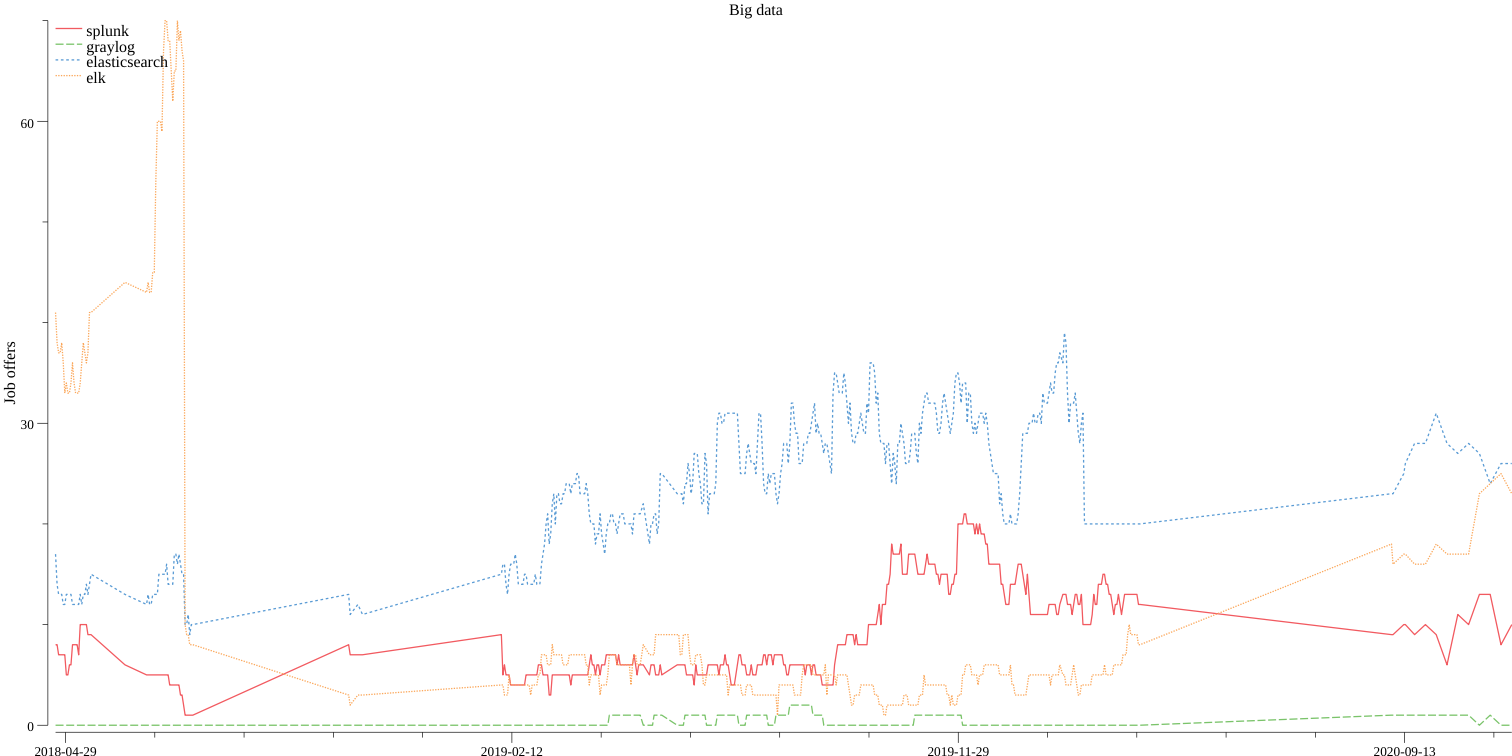 Big data
splunk
graylog
elasticsearch
elk
60
30
0
Job offers
2018-04-29
2019-02-12
2019-11-29
2020-09-13